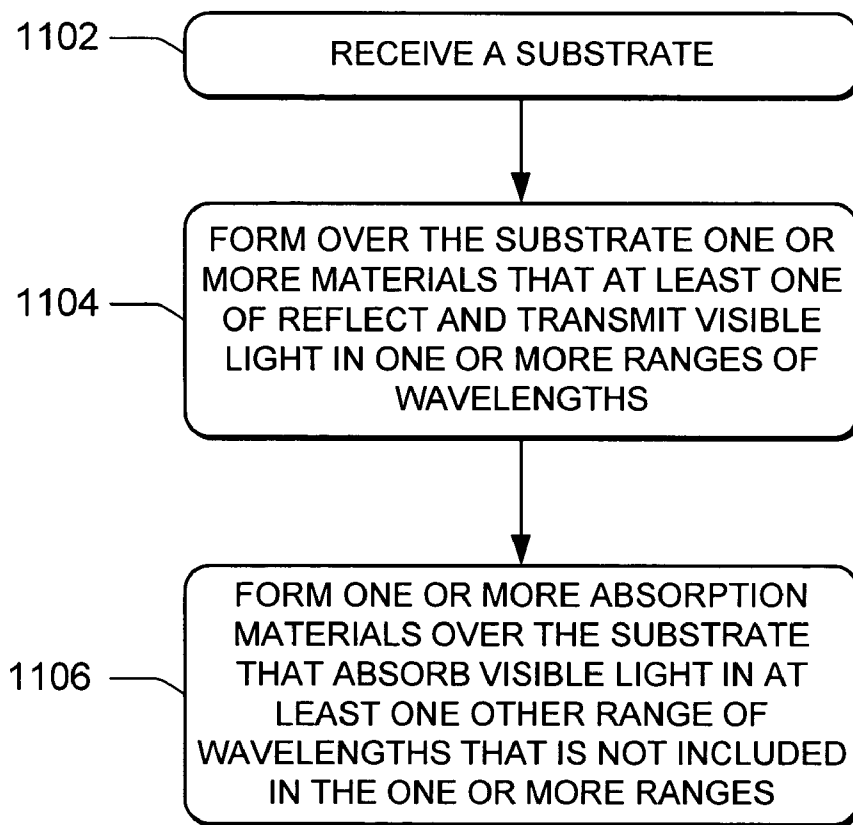 1102
RECEIVE A SUBSTRATE
1104
FORM OVER THE SUBSTRATE ONE OR
MORE MATERIALS THAT AT LEAST ONE
OF REFLECT AND TRANSMIT VISIBLE
LIGHT IN ONE OR MORE RANGES OF
WAVELENGTHS
1106
FORM ONE OR MORE ABSORPTION
MATERIALS OVER THE SUBSTRATE
THAT ABSORB VISIBLE LIGHT IN AT
LEAST ONE OTHER RANGE OF
WAVELENGTHS THAT IS NOT INCLUDED
IN THE ONE OR MORE RANGES